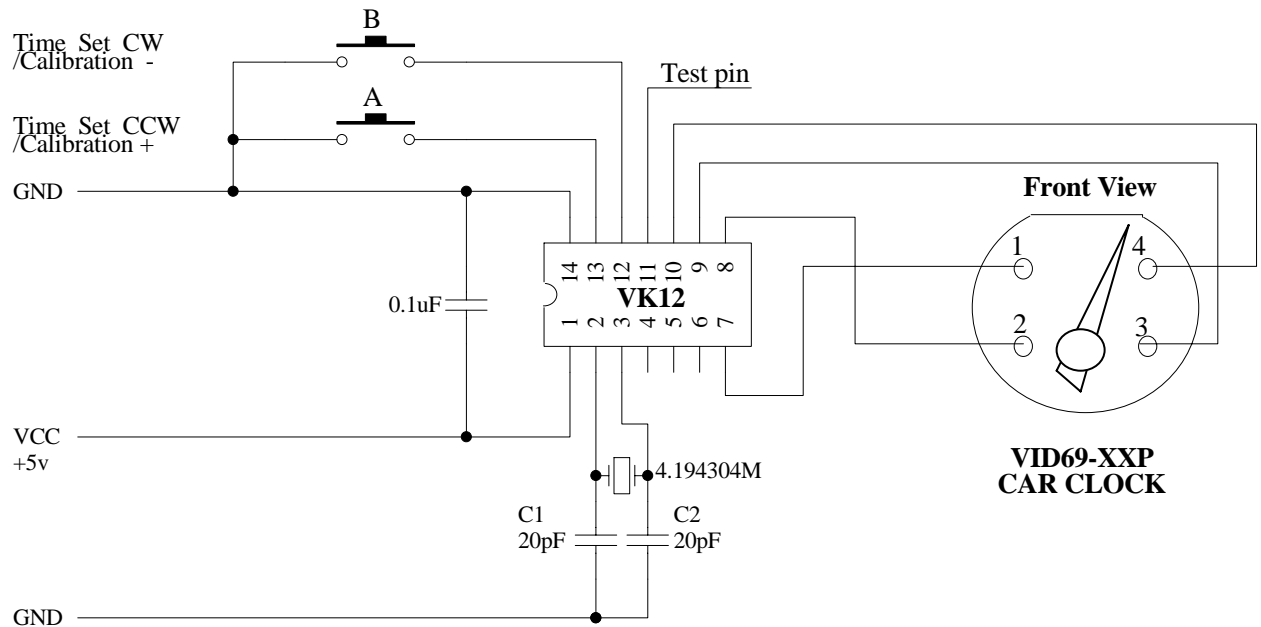 B
Time Set CW
/Calibration -
Test pin
A
Time Set CCW
/Calibration +
GND
Front View
1
4
14 13 12 11 10 9 8
0.1uF
VK12
1 2 3 4 5 6 7
2
3
VCC
+5v
4.194304M
VID69-XXP
CAR CLOCK
C1
20pF
C2
20pF
GND